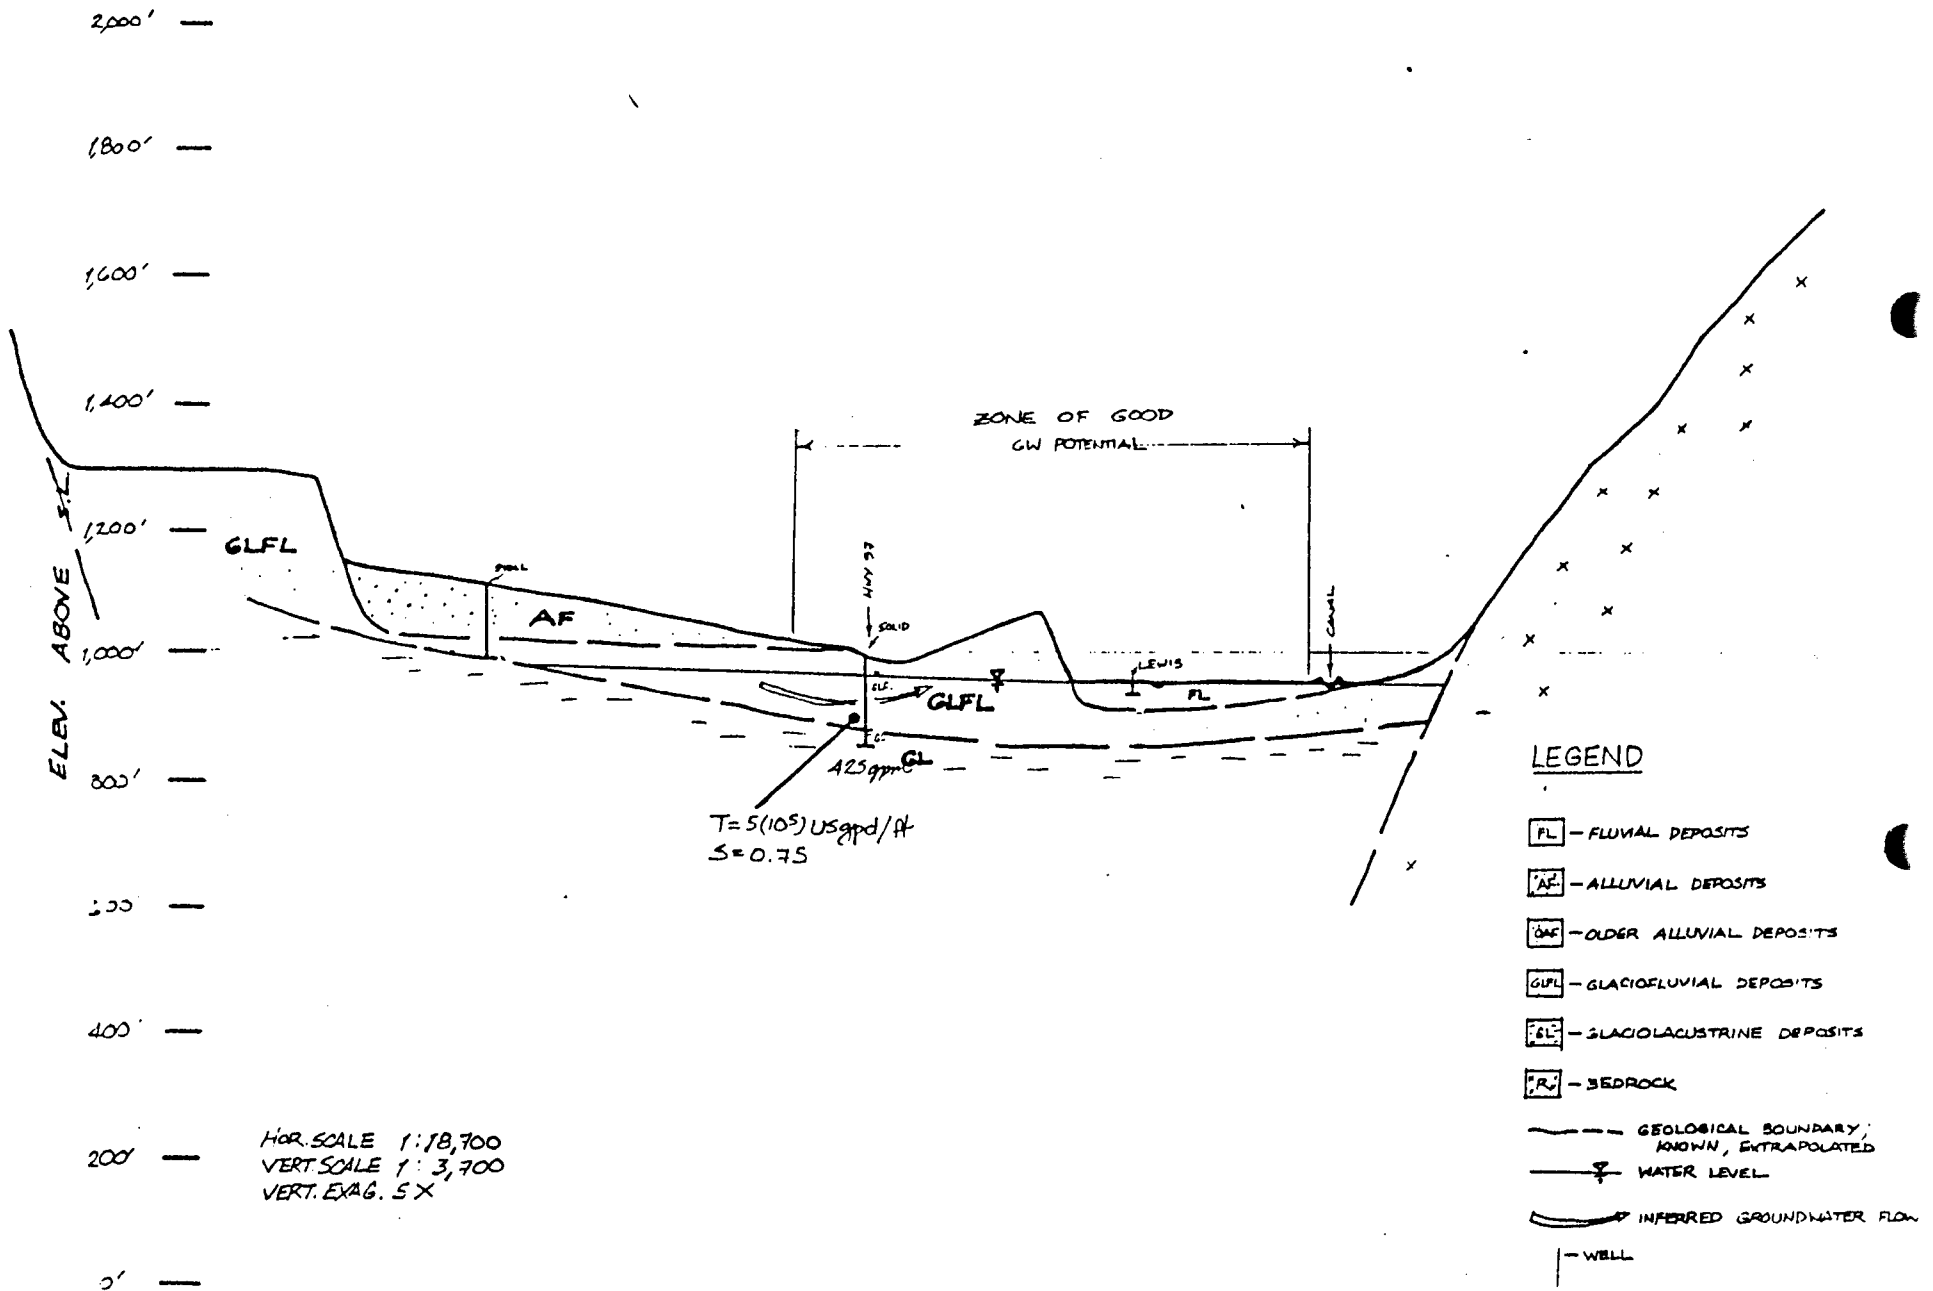 2,000'
1,800'
1,600'
1,400'
1,200'
1,000'
800'
400'
200'
0'
ELEV. ABOVE S.L
ZONE OF GOOD
GW POTENTIAL
GLFL
AF
HWY 97
SOLID
CANAL
LEWIS
FL
GLFL
GL
425gpm
T=5(10⁵) USgpd/ft
S=0.75
HOR. SCALE 1:18,700
VERT. SCALE 1:3,700
VERT. EXAG. 5X
LEGEND
FL - FLUVIAL DEPOSITS
AF - ALLUVIAL DEPOSITS
OAF - OLDER ALLUVIAL DEPOSITS
GLFL - GLACIOFLUVIAL DEPOSITS
GL - GLACIOLACUSTRINE DEPOSITS
R - BEDROCK
GEOLOGICAL BOUNDARY;
KNOWN, EXTRAPOLATED
WATER LEVEL
INFERRED GROUNDWATER FLOW
- WELL